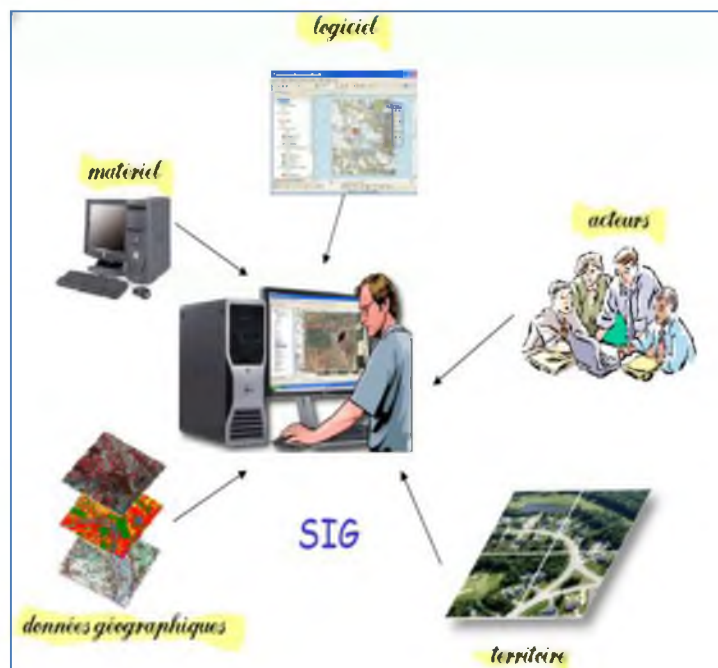 logiciel
matériel
acteurs
SIG
données géographiques
territoire